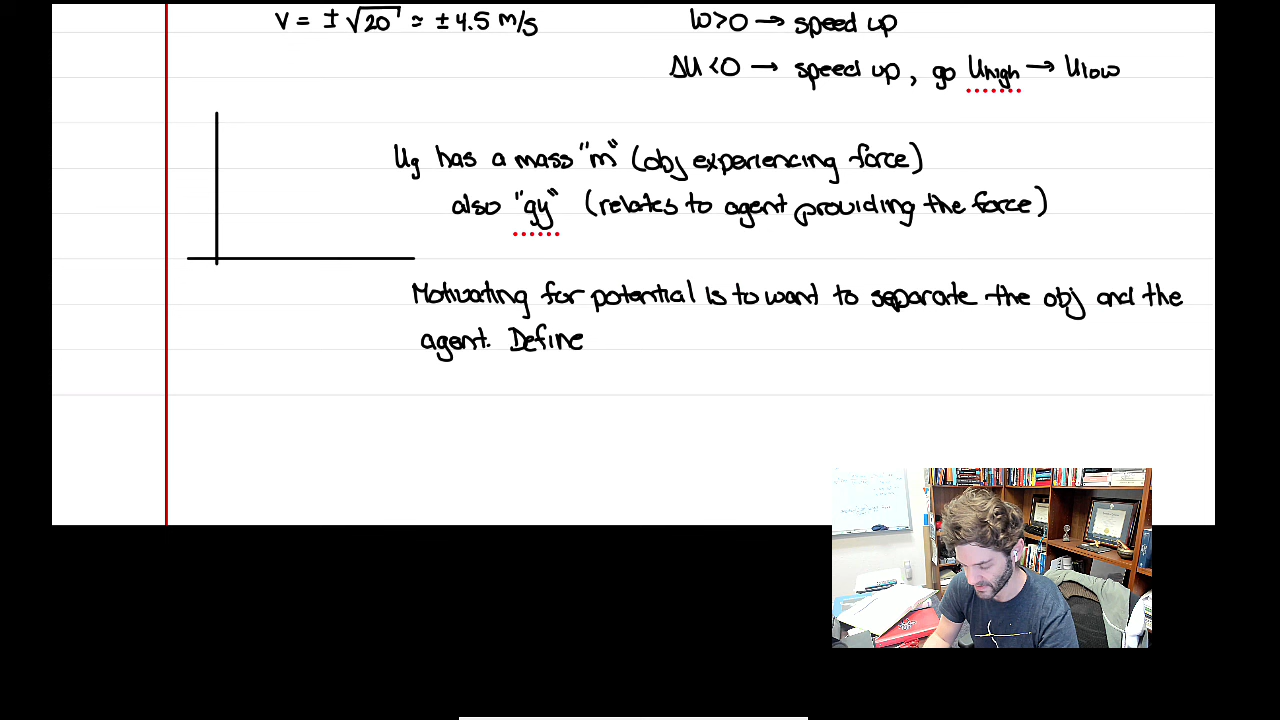 v = ± √20 ≃ ± 4.5 m/s
W>0 → speed up
ΔU<0 → speed up, go Uhigh → Ulow
Ug has a mass "m" (obj experiencing force)
also "gy" (relates to agent providing the force)
Motivating for potential is to want to separate the obj and the
agent. Define